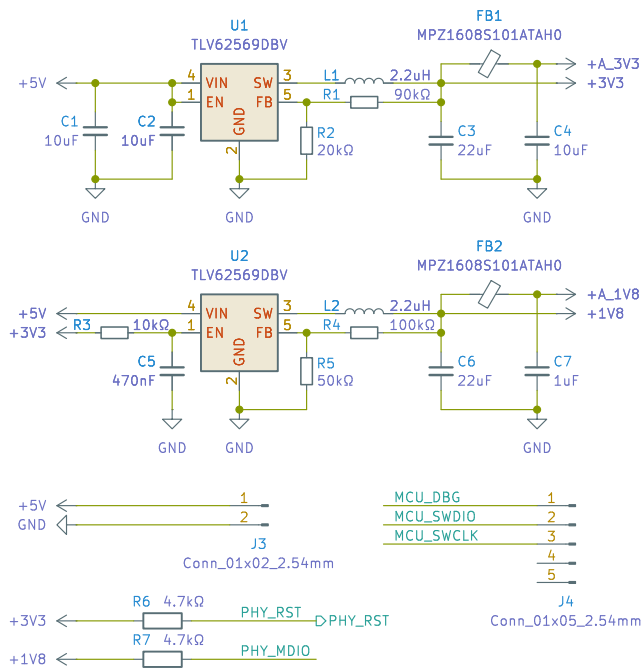 FB1
MPZ1608S101ATAH0
U1
TLV62569DBV
+5V
4 VIN SW 3
L1 2.2uH
+A_3V3
+3V3
1 EN FB 5
R1 90kΩ
C1
10uF
C2
10uF
GND
2
R2
20kΩ
C3
22uF
C4
10uF
GND
GND
GND
FB2
MPZ1608S101ATAH0
U2
TLV62569DBV
+5V
4 VIN SW 3
L2 2.2uH
+A_1V8
+1V8
+3V3
R3 10kΩ
1 EN FB 5
R4 100kΩ
C5
470nF
GND
2
R5
50kΩ
C6
22uF
C7
1uF
GND
GND
GND
+5V 1
GND 2
J3
Conn_01x02_2.54mm
MCU_DBG 1
MCU_SWDIO 2
MCU_SWCLK 3
4
5
J4
Conn_01x05_2.54mm
R6 4.7kΩ
+3V3
PHY_RST
PHY_RST
R7 4.7kΩ
+1V8
PHY_MDIO